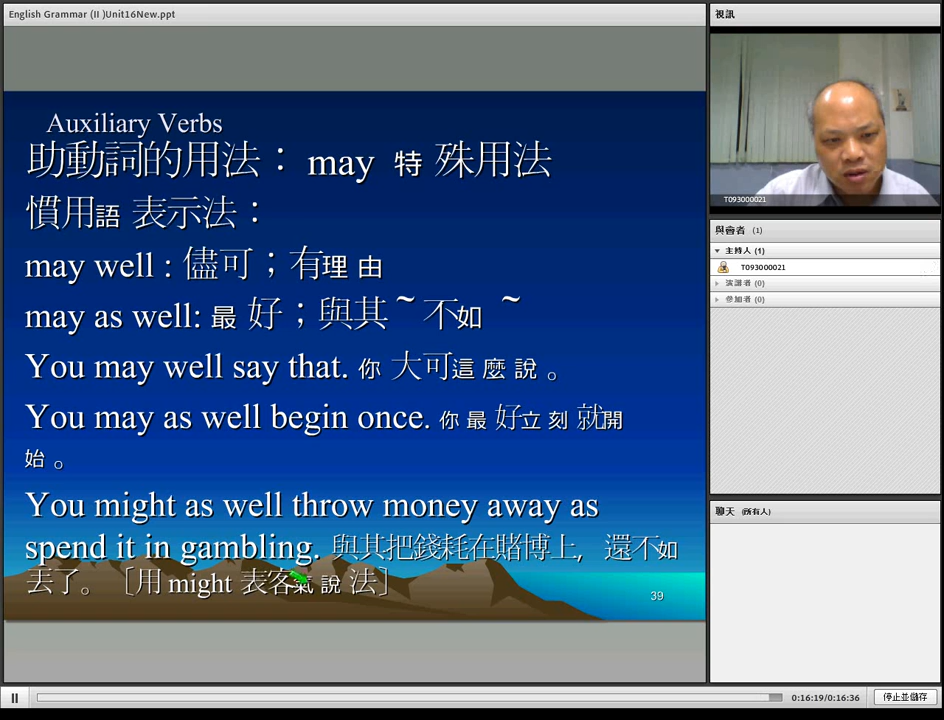 English Grammar (II )Unit16New.ppt
視訊
Auxiliary Verbs
助動詞的用法： may 特 殊用法
慣用語 表示法：
may well : 儘可；有理 由
may as well: 最 好；與其 ~ 不如 ~
You may well say that. 你 大可這 麼 說 。
You may as well begin once. 你 最 好立 刻 就開
始 。
You might as well throw money away as
spend it in gambling. 與其把錢耗在賭博上, 還不如
丟了。［用 might 表客氣 說 法］
39
T093000021
與會者 (1)
主持人 (1)
T093000021
演講者 (0)
參加者 (0)
聊天 (所有人)
0:16:19/0:16:36
停止並儲存